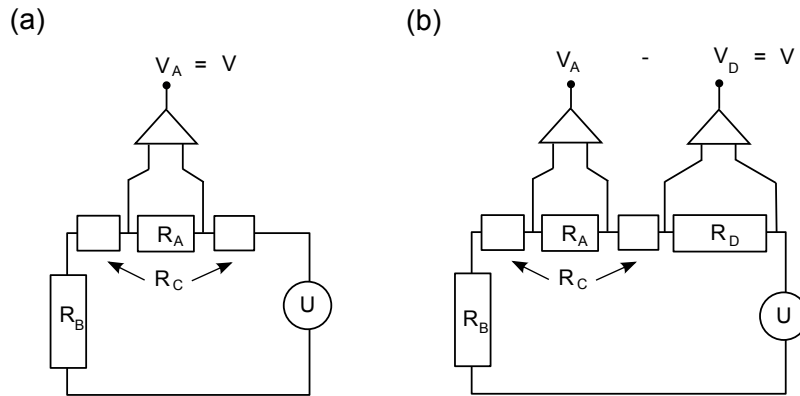 (a)
V_A = V
R_A
R_C
R_B
U
(b)
V_A - V_D = V
R_A
R_D
R_C
R_B
U